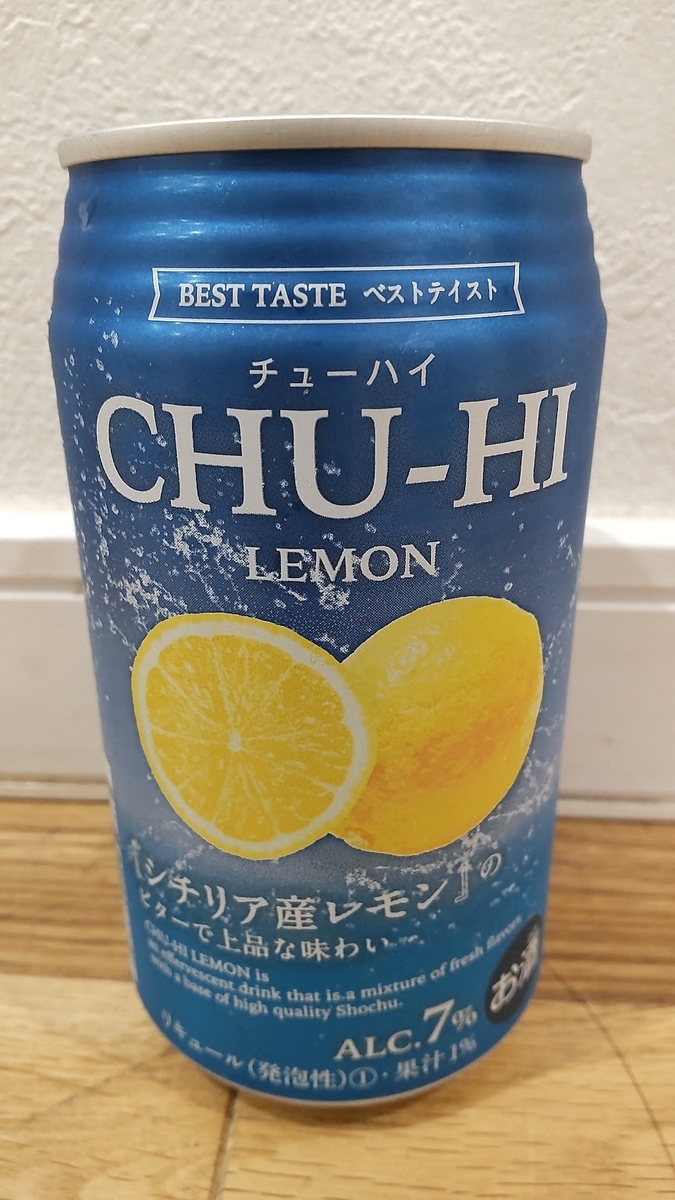 BEST TASTE ベストテイスト
チューハイ
CHU-HI
LEMON
『シチリア産レモン』の
ビターで上品な味わい
CHU-HI LEMON is
an effervescent drink that is a mixture of fresh flavors
with a base of high quality Shochu.
お酒
ALC.7%
リキュール(発泡性)①・果汁1%